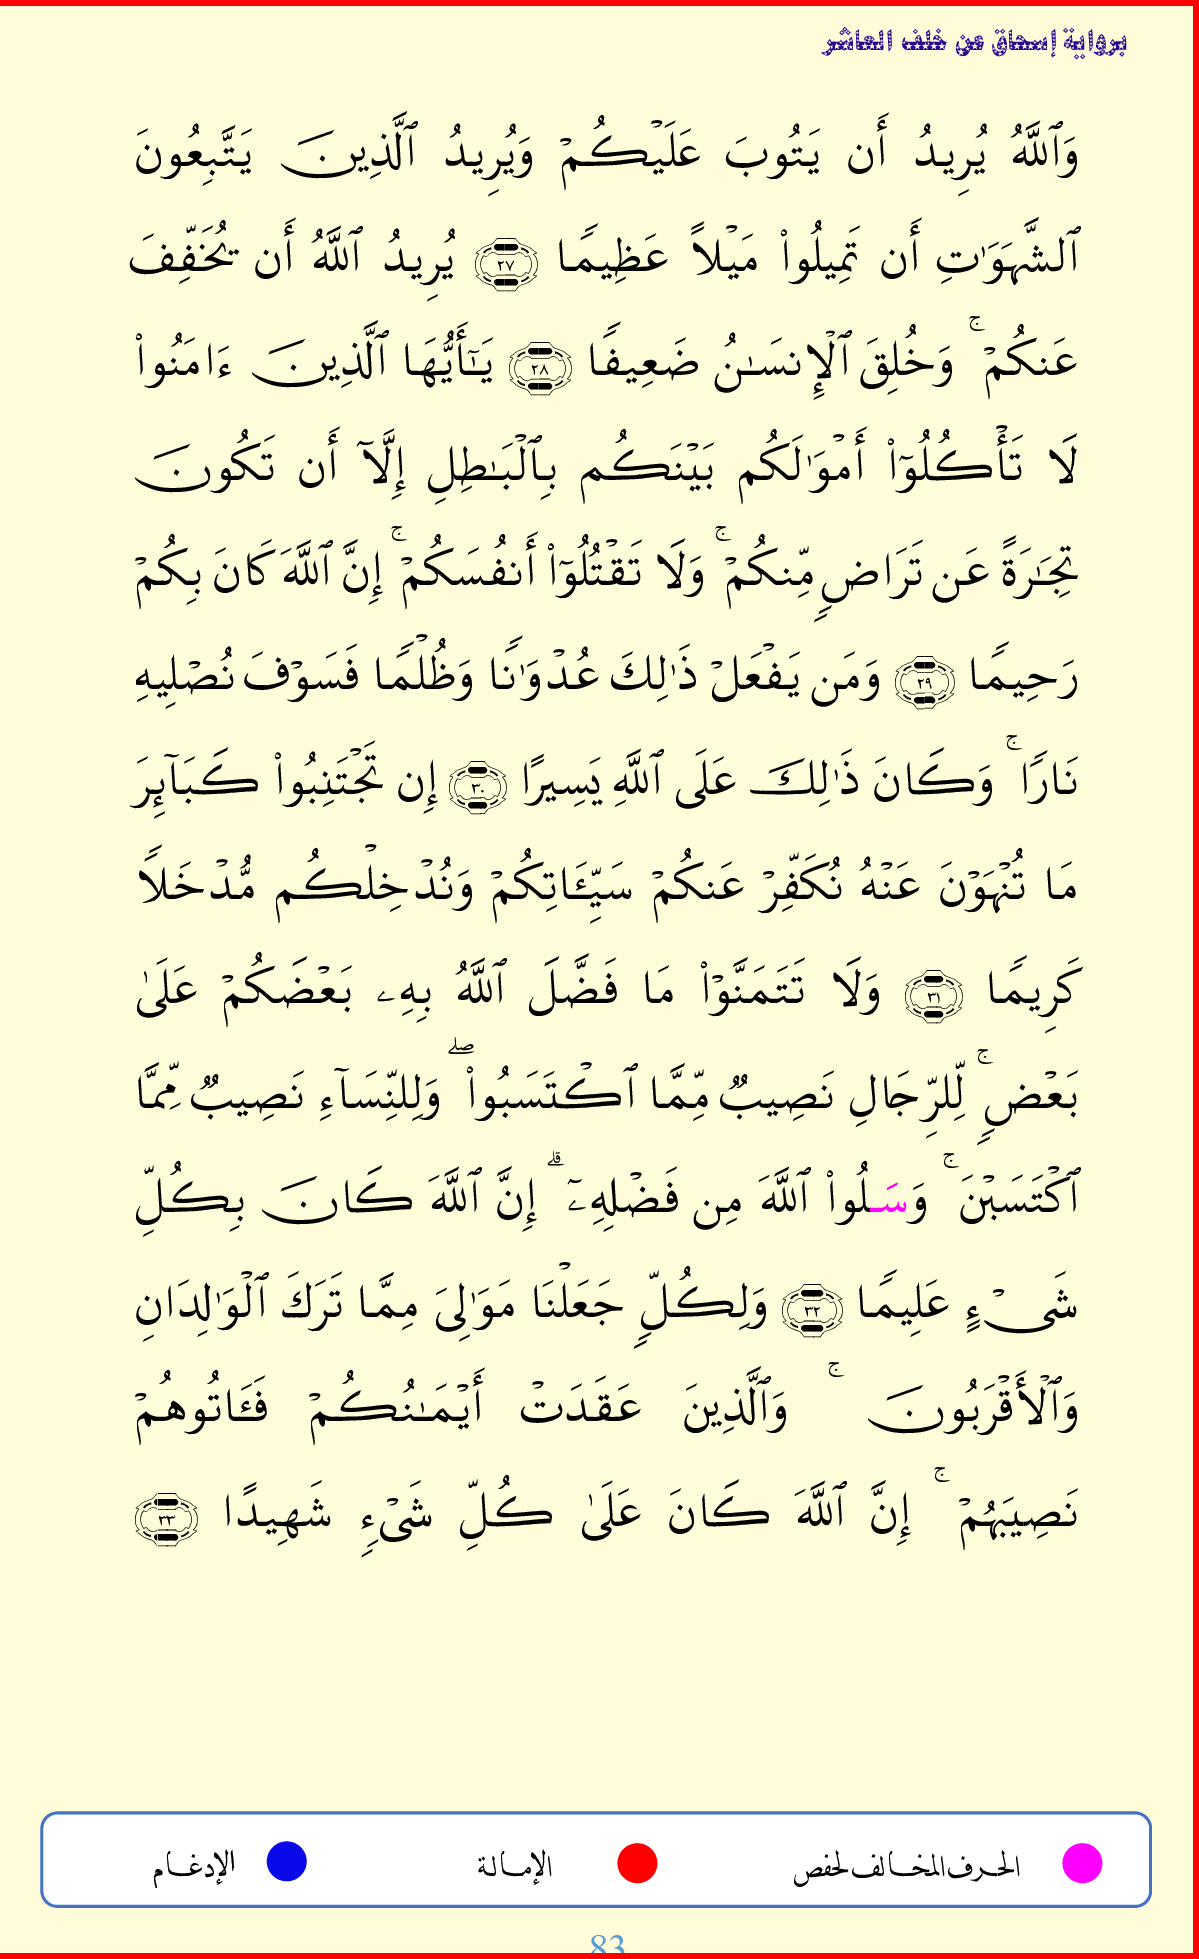 برواية إسحاق عن خلف العاشر
وَٱللَّهُ يُرِيدُ أَن يَتُوبَ عَلَيۡكُمۡ وَيُرِيدُ ٱلَّذِينَ يَتَّبِعُونَ
ٱلشَّهَوَٰتِ أَن تَمِيلُواْ مَيۡلًا عَظِيمٗا ٢٧ يُرِيدُ ٱللَّهُ أَن يُخَفِّفَ
عَنكُمۡۚ وَخُلِقَ ٱلۡإِنسَٰنُ ضَعِيفٗا ٢٨ يَٰٓأَيُّهَا ٱلَّذِينَ ءَامَنُواْ
لَا تَأۡكُلُوٓاْ أَمۡوَٰلَكُم بَيۡنَكُم بِٱلۡبَٰطِلِ إِلَّآ أَن تَكُونَ
تِجَٰرَةً عَن تَرَاضٖ مِّنكُمۡۚ وَلَا تَقۡتُلُوٓاْ أَنفُسَكُمۡۚ إِنَّ ٱللَّهَ كَانَ بِكُمۡ
رَحِيمٗا ٢٩ وَمَن يَفۡعَلۡ ذَٰلِكَ عُدۡوَٰنٗا وَظُلۡمٗا فَسَوۡفَ نُصۡلِيهِ
نَارٗاۚ وَكَانَ ذَٰلِكَ عَلَى ٱللَّهِ يَسِيرًا ٣٠ إِن تَجۡتَنِبُواْ كَبَآئِرَ
مَا تُنۡهَوۡنَ عَنۡهُ نُكَفِّرۡ عَنكُمۡ سَيِّـَٔاتِكُمۡ وَنُدۡخِلۡكُم مُّدۡخَلٗا
كَرِيمٗا ٣١ وَلَا تَتَمَنَّوۡاْ مَا فَضَّلَ ٱللَّهُ بِهِۦ بَعۡضَكُمۡ عَلَىٰ
بَعۡضٖۚ لِّلرِّجَالِ نَصِيبٞ مِّمَّا ٱكۡتَسَبُواْۖ وَلِلنِّسَآءِ نَصِيبٞ مِّمَّا
ٱكۡتَسَبۡنَۚ وَسَلُواْ ٱللَّهَ مِن فَضۡلِهِۦٓۗ إِنَّ ٱللَّهَ كَانَ بِكُلِّ
شَيۡءٍ عَلِيمٗا ٣٢ وَلِكُلّٖ جَعَلۡنَا مَوَٰلِيَ مِمَّا تَرَكَ ٱلۡوَٰلِدَانِ
وَٱلۡأَقۡرَبُونَۚ وَٱلَّذِينَ عَقَدَتۡ أَيۡمَٰنُكُمۡ فَـَٔاتُوهُمۡ
نَصِيبَهُمۡۚ إِنَّ ٱللَّهَ كَانَ عَلَىٰ كُلِّ شَيۡءٖ شَهِيدًا ٣٣
الحرف المخالف لحفص الإمالة الإدغام
83